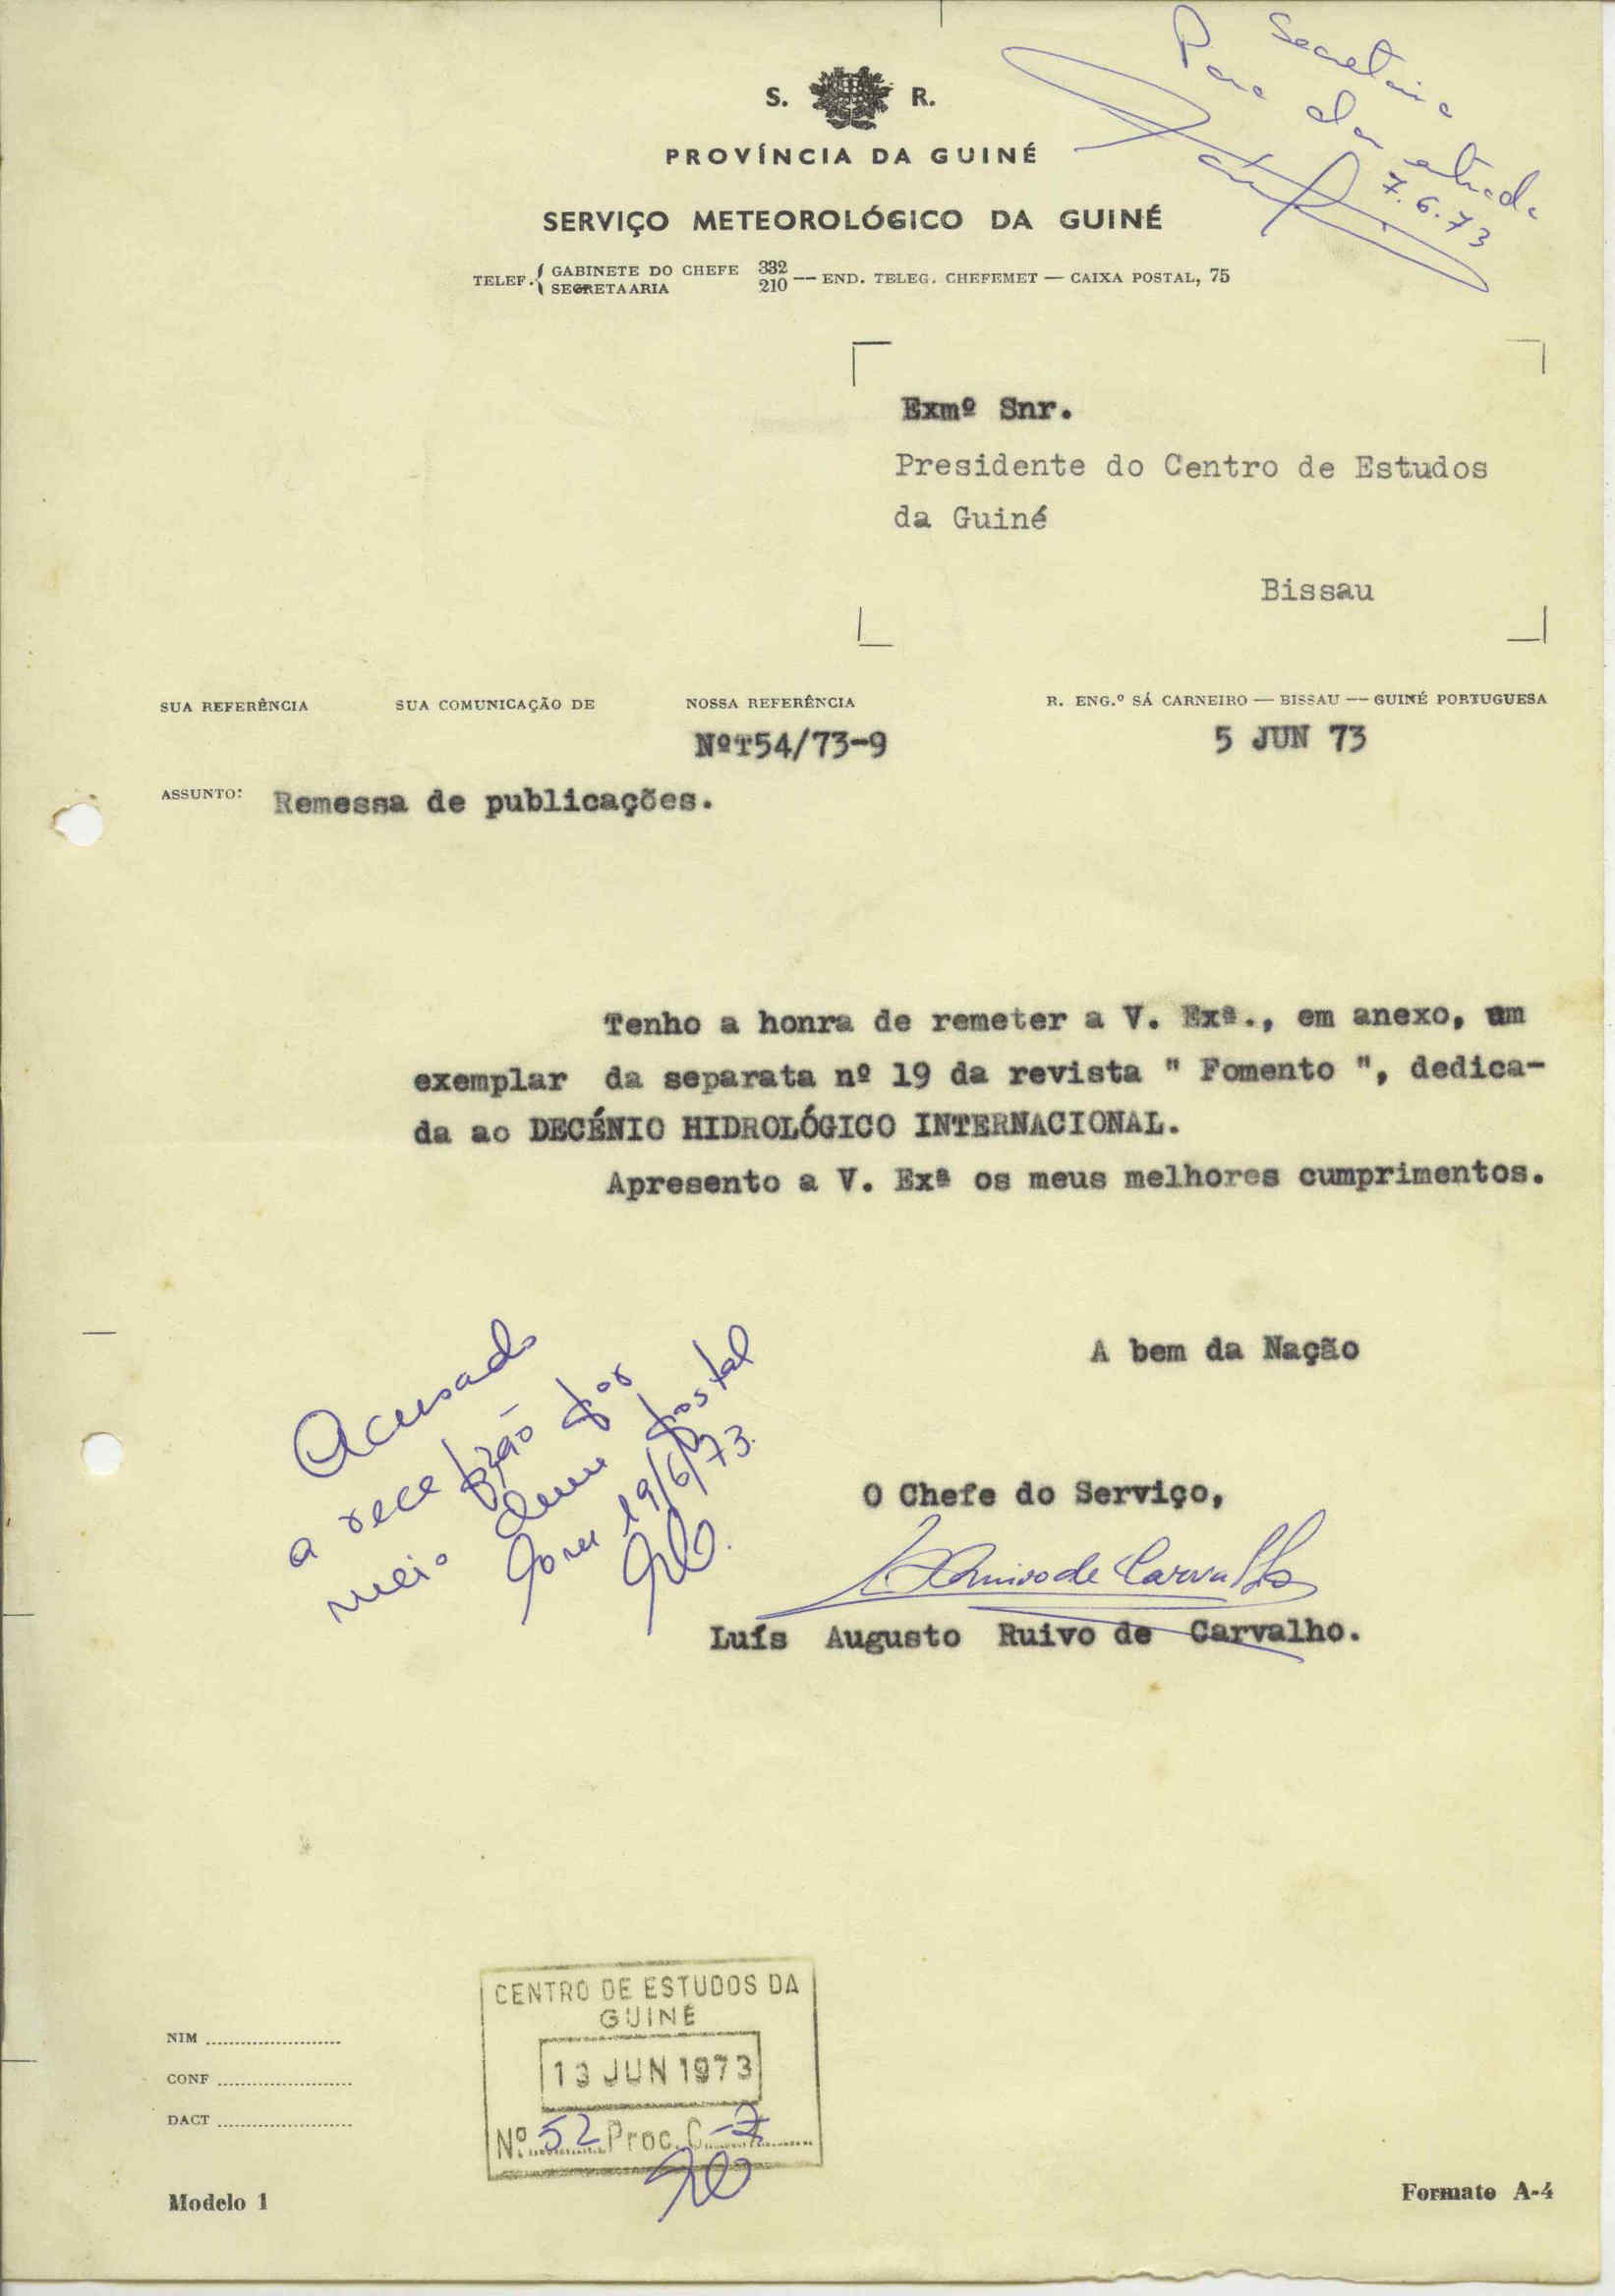 Secretaria
Para dar entrada
7.6.73
S. R.
PROVÍNCIA DA GUINÉ
SERVIÇO METEOROLÓGICO DA GUINÉ
TELEF. { GABINETE DO CHEFE 332
SEGRETAARIA 210 — END. TELEG. CHEFEMET — CAIXA POSTAL, 75
Exmº Snr.
Presidente do Centro de Estudos
da Guiné
Bissau
SUA REFERÊNCIA SUA COMUNICAÇÃO DE NOSSA REFERÊNCIA R. ENG.º SÁ CARNEIRO — BISSAU — GUINÉ PORTUGUESA
Nº154/73-9 5 JUN 73
ASSUNTO: Remessa de publicações.
Tenho a honra de remeter a V. Exª., em anexo, um
exemplar da separata nº 19 da revista " Fomento ", dedica-
da ao DECÉNIO HIDROLÓGICO INTERNACIONAL.
Apresento a V. Exª os meus melhores cumprimentos.
A bem da Nação
Acusado
a recepção por
meio dum postal
19/6/73.
O Chefe do Serviço,
Ruivo de Carvalho
Luís Augusto Ruivo de Carvalho.
CENTRO DE ESTUDOS DA
GUINÉ
13 JUN 1973
Nº 52 Proc. C-7
NIM
CONF
DACT
Modelo 1
Formato A-4